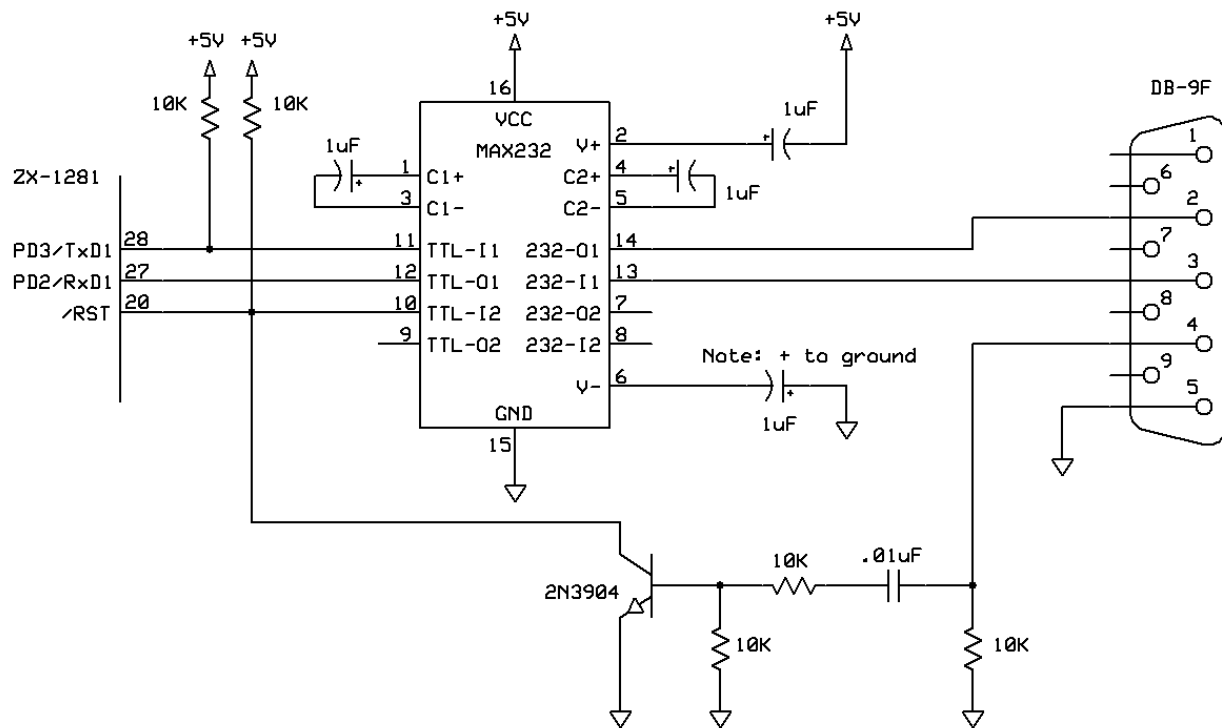 +5V
+5V
+5V
+5V
10K
10K
16
VCC
MAX232
1uF
DB-9F
ZX-1281
1uF
+
1
C1+
3
C1-
V+
2
+
C2+
4
+
C2-
5
1uF
PD3/TxD1
28
11
TTL-I1
232-O1
14
PD2/RxD1
27
12
TTL-O1
232-I1
13
/RST
20
10
TTL-I2
232-O2
7
9
TTL-O2
232-I2
8
V-
6
Note: + to ground
+
1uF
GND
15
1
6
2
7
3
8
4
9
5
2N3904
10K
.01uF
10K
10K